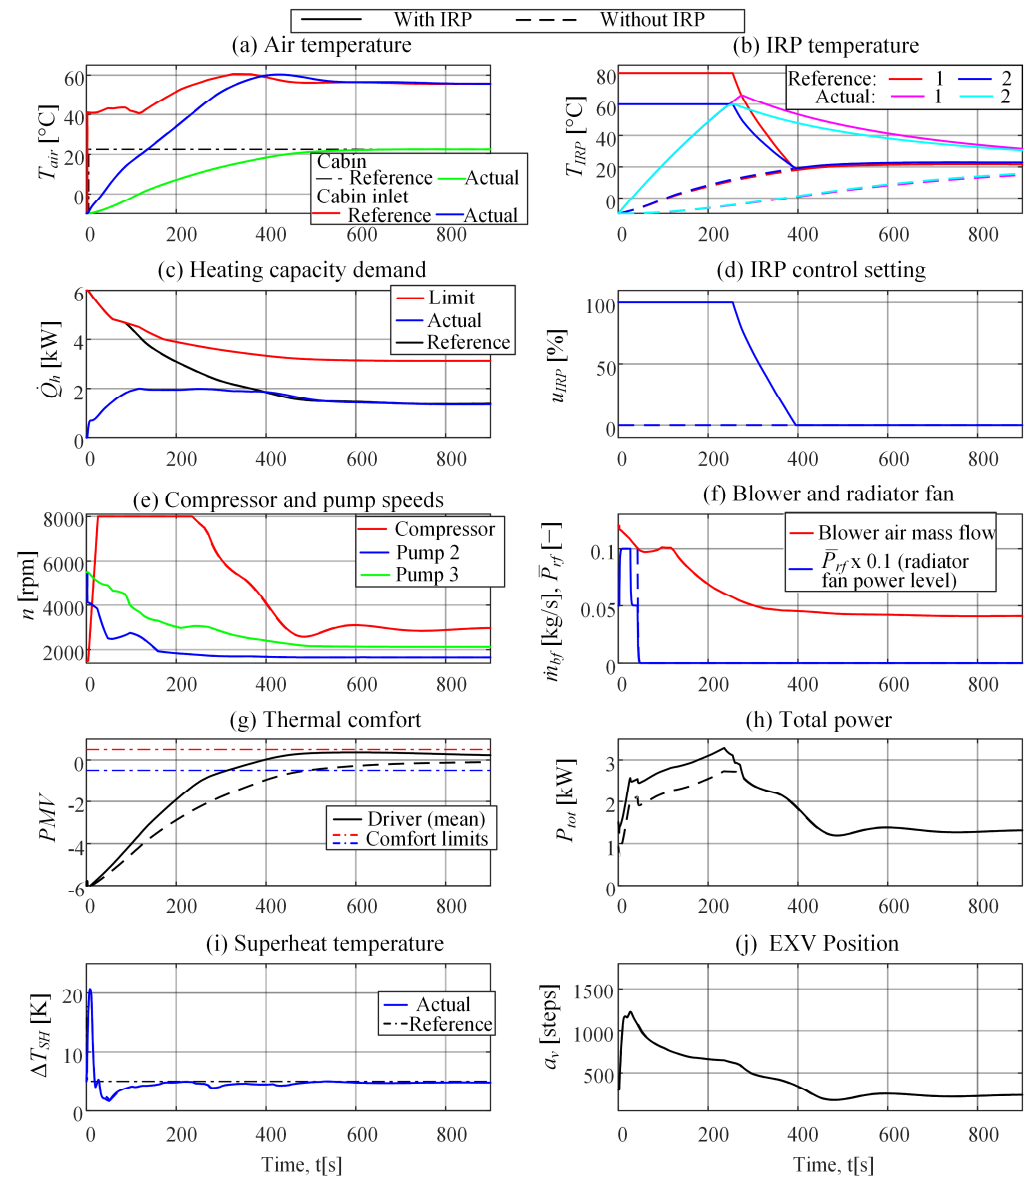 With IRP Without IRP
(a) Air temperature
T_air [°C]
60
40
20
0
Cabin
Reference Actual
Cabin inlet
Reference Actual
0 200 400 600 800
(b) IRP temperature
T_IRP [°C]
80
60
40
20
0
Reference: 1 2
Actual: 1 2
0 200 400 600 800
(c) Heating capacity demand
Q̇_h [kW]
6
4
2
0
Limit
Actual
Reference
0 200 400 600 800
(d) IRP control setting
u_IRP [%]
100
50
0
0 200 400 600 800
(e) Compressor and pump speeds
n [rpm]
8000
6000
4000
2000
Compressor
Pump 2
Pump 3
0 200 400 600 800
(f) Blower and radiator fan
ṁ_bf [kg/s], P̅_rf [−]
0.1
0.05
0
Blower air mass flow
P̅_rf x 0.1 (radiator
fan power level)
0 200 400 600 800
(g) Thermal comfort
PMV
0
-2
-4
-6
Driver (mean)
Comfort limits
0 200 400 600 800
(h) Total power
P_tot [kW]
3
2
1
0
0 200 400 600 800
(i) Superheat temperature
ΔT_SH [K]
20
10
0
Actual
Reference
0 200 400 600 800
Time, t[s]
(j) EXV Position
a_v [steps]
1500
1000
500
0 200 400 600 800
Time, t[s]